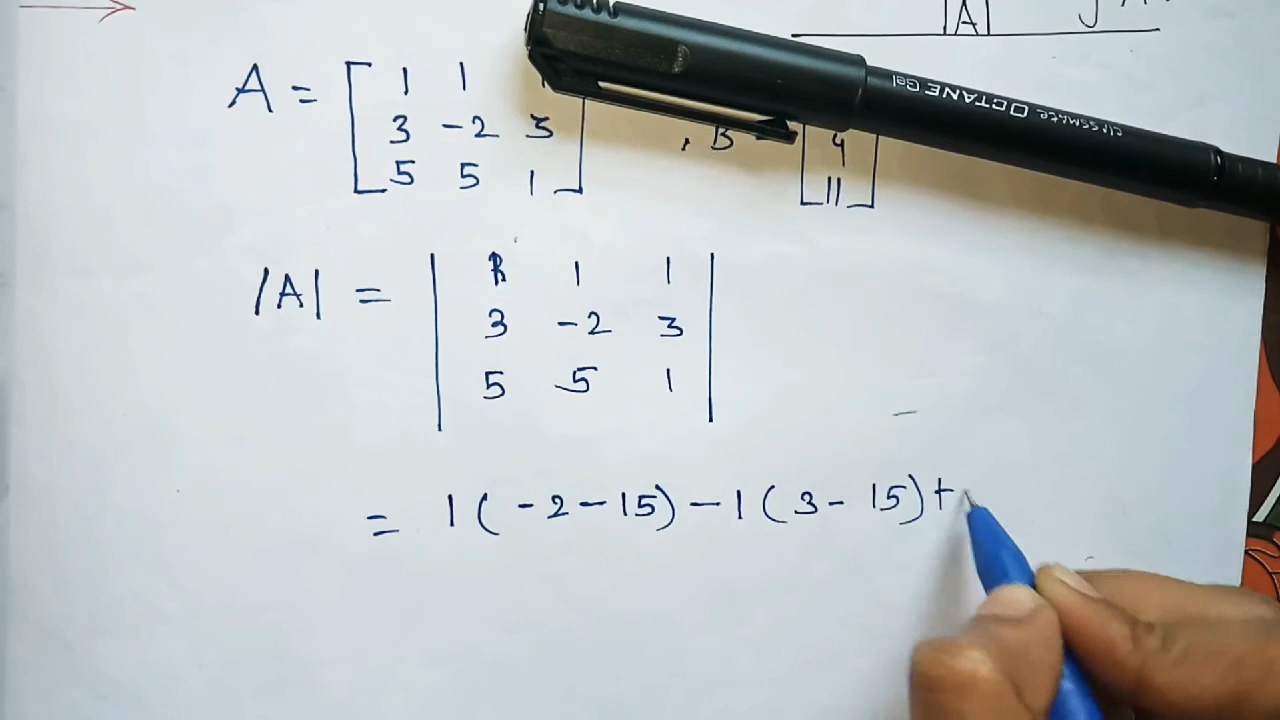 |A|
A = [ 1 1
3 -2 3 , B =
4
5 5 1 ]
11
classmate OCTANE Gel
|A| = | 1 1 1 |
3 -2 3
5 5 1
= 1 ( -2 - 15 ) - 1 ( 3 - 15 ) +